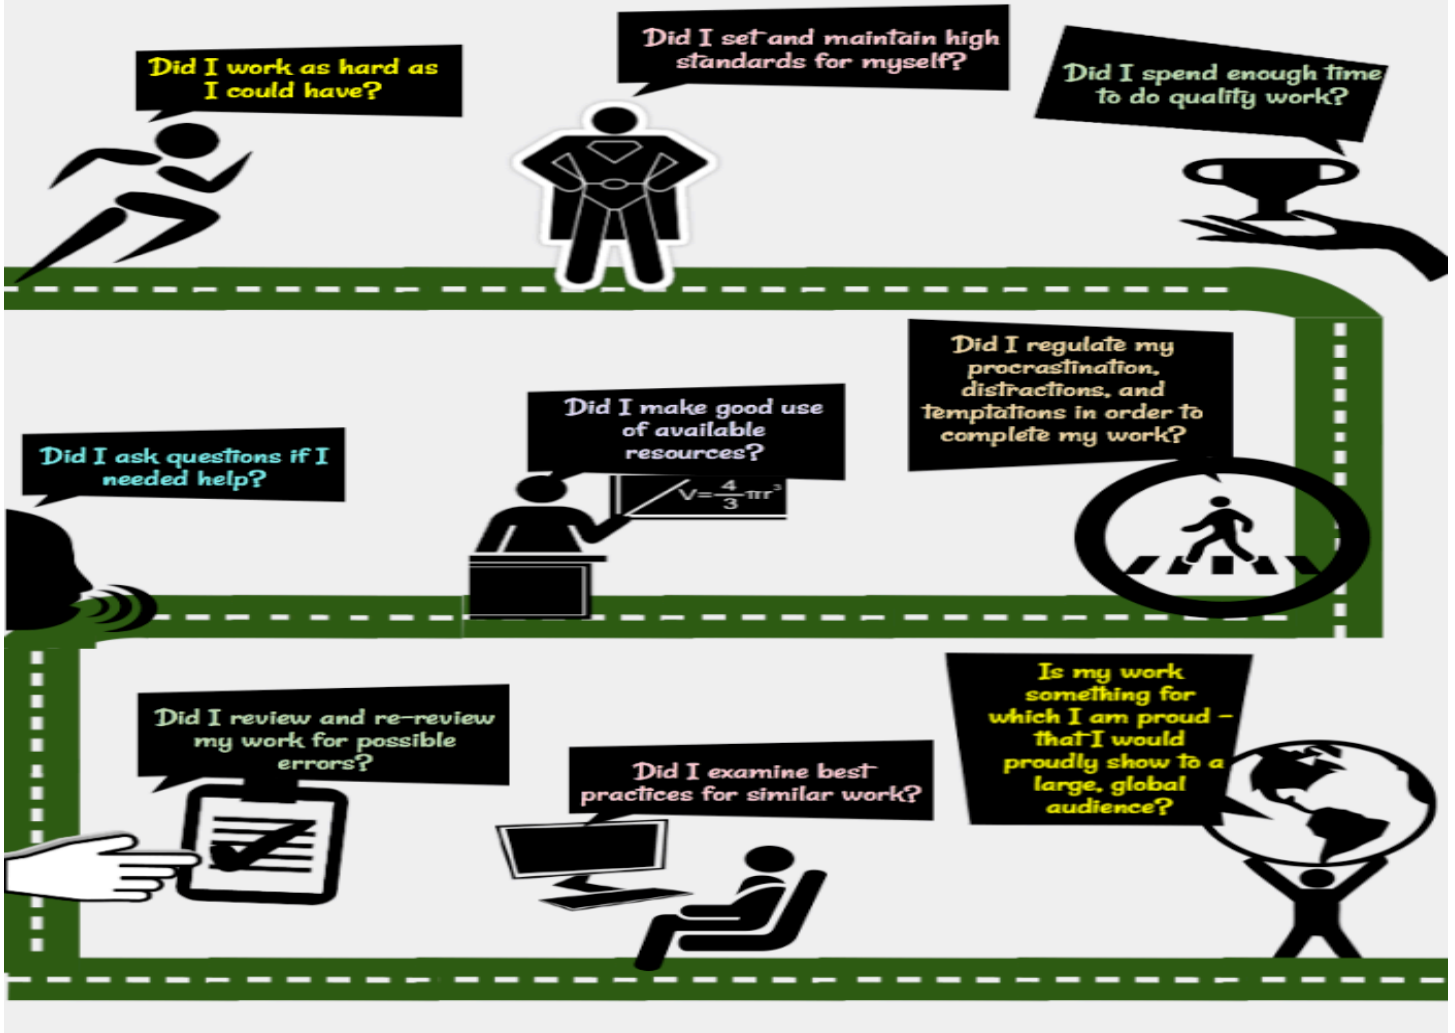 Did I work as hard as
I could have?
Did I set and maintain high
standards for myself?
Did I spend enough time
to do quality work?
Did I regulate my
procrastination,
distractions, and
temptations in order to
complete my work?
Did I make good use
of available
resources?
V=4/3πr³
Did I ask questions if I
needed help?
Did I review and re-review
my work for possible
errors?
Did I examine best
practices for similar work?
Is my work
something for
which I am proud -
that I would
proudly show to a
large, global
audience?